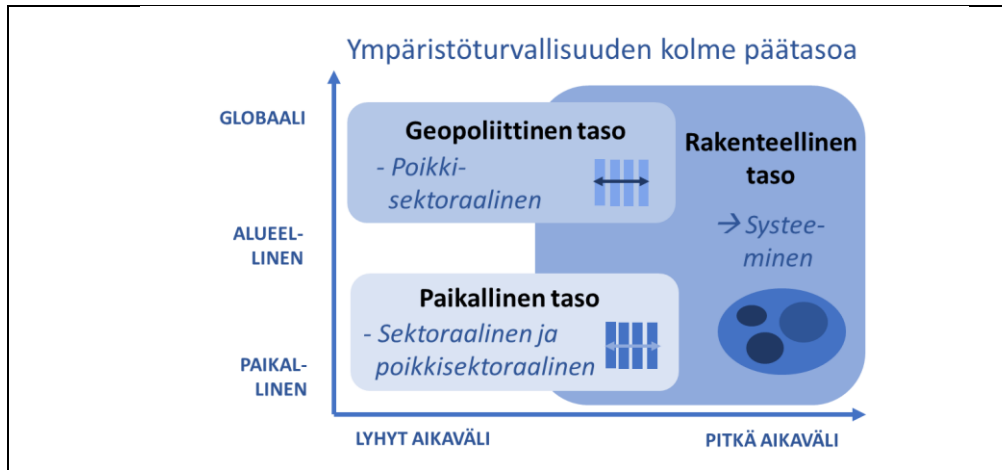 Ympäristöturvallisuuden kolme päätasoa
GLOBAALI
Geopoliittinen taso
- Poikki-
sektoraalinen
Rakenteellinen
taso
→ Systee-
minen
ALUEEL-
LINEN
Paikallinen taso
- Sektoraalinen ja
poikkisektoraalinen
PAIKAL-
LINEN
LYHYT AIKAVÄLI
PITKÄ AIKAVÄLI